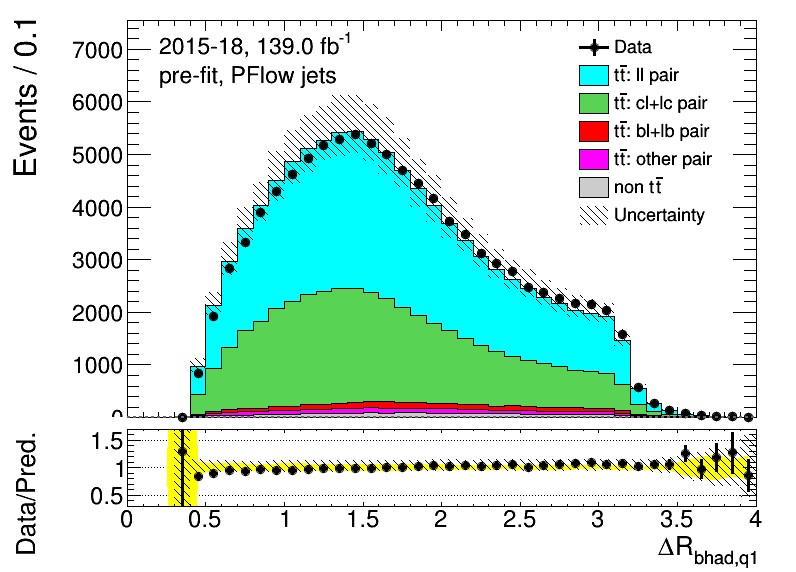 Events / 0.1
7000
6000
5000
4000
3000
2000
1000
0
2015-18, 139.0 fb⁻¹
pre-fit, PFlow jets
Data
tt̄: ll pair
tt̄: cl+lc pair
tt̄: bl+lb pair
tt̄: other pair
non tt̄
Uncertainty
Data/Pred.
1.5
1
0.5
0 0.5 1 1.5 2 2.5 3 3.5 4
ΔR_bhad,q1